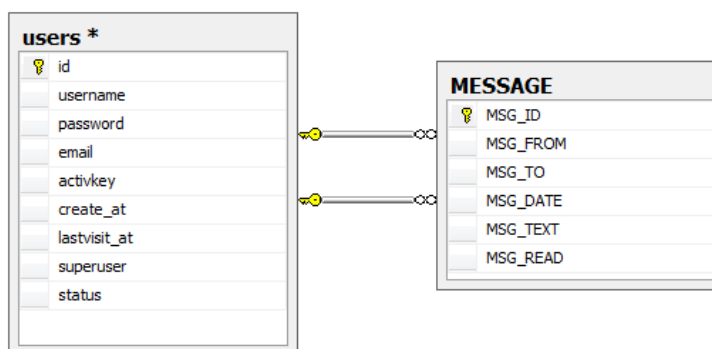 users *
id
username
password
email
activkey
create_at
lastvisit_at
superuser
status
MESSAGE
MSG_ID
MSG_FROM
MSG_TO
MSG_DATE
MSG_TEXT
MSG_READ